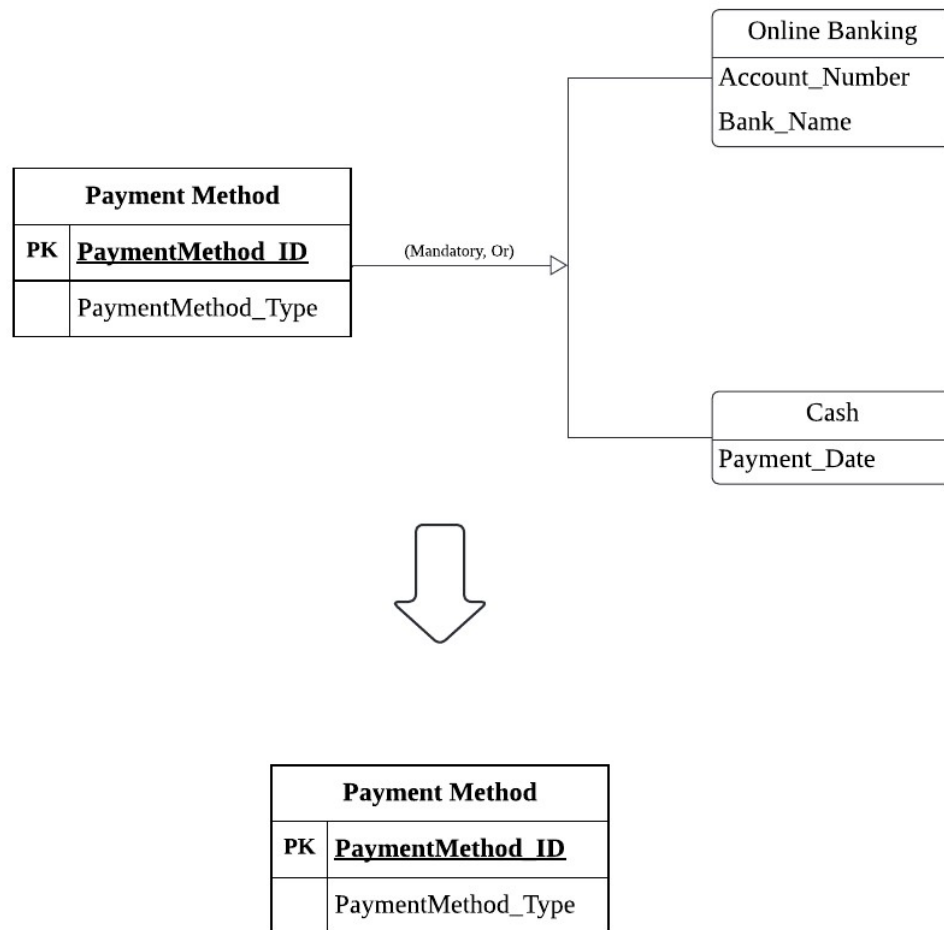 Online Banking
Account_Number
Bank_Name
Payment Method
PK PaymentMethod_ID
(Mandatory, Or)
PaymentMethod_Type
Cash
Payment_Date
Payment Method
PK PaymentMethod_ID
PaymentMethod_Type